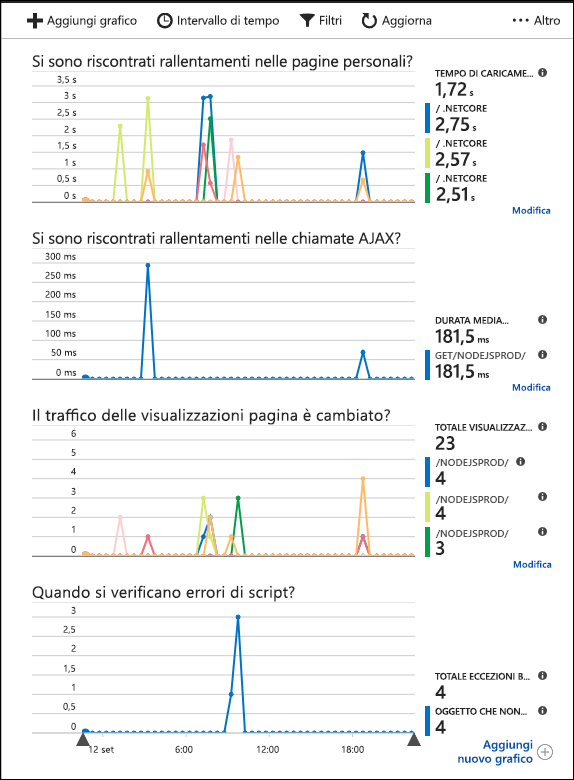 Aggiungi grafico Intervallo di tempo Filtri Aggiorna Altro
Si sono riscontrati rallentamenti nelle pagine personali?
3,5 s
3 s
2,5 s
2 s
1,5 s
1 s
0,5 s
0 s
TEMPO DI CARICAME...
1,72 s
/ .NETCORE
2,75 s
/ .NETCORE
2,57 s
/ .NETCORE
2,51 s
Modifica
Si sono riscontrati rallentamenti nelle chiamate AJAX?
300 ms
250 ms
200 ms
150 ms
100 ms
50 ms
0 ms
DURATA MEDIA...
181,5 ms
GET/NODEJSPROD/
181,5 ms
Modifica
Il traffico delle visualizzazioni pagina è cambiato?
6
5
4
3
2
1
0
TOTALE VISUALIZZAZ...
23
/NODEJSPROD/
4
/NODEJSPROD/
4
/NODEJSPROD/
3
Modifica
Quando si verificano errori di script?
3
2,5
2
1,5
1
0,5
0
12 set 6:00 12:00 18:00
TOTALE ECCEZIONI B...
4
OGGETTO CHE NON...
4
Aggiungi
nuovo grafico